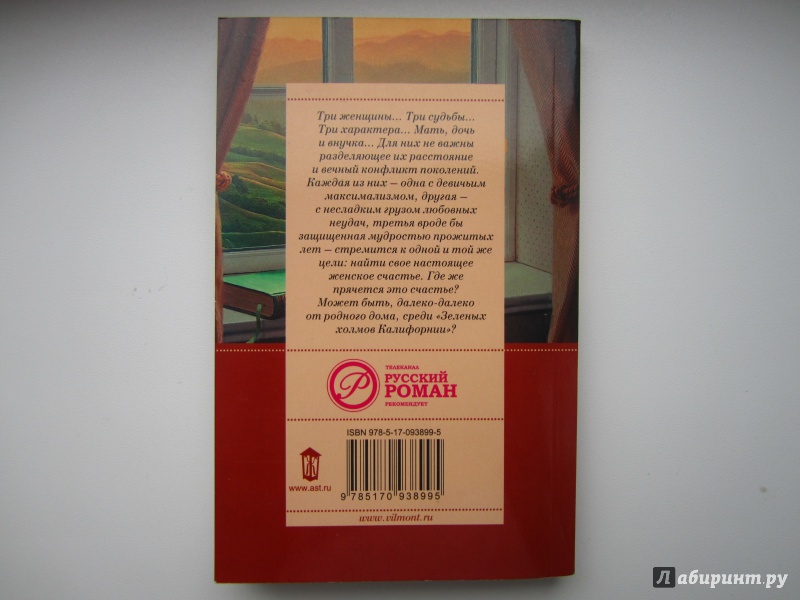 Три женщины... Три судьбы...
Три характера... Мать, дочь
и внучка... Для них не важны
разделяющее их расстояние
и вечный конфликт поколений.
Каждая из них – одна с девичьим
максимализмом, другая –
с несладким грузом любовных
неудач, третья вроде бы
защищенная мудростью прожитых
лет – стремится к одной и той же
цели: найти свое настоящее
женское счастье. Где же
прячется это счастье?
Может быть, далеко-далеко
от родного дома, среди «Зеленых
холмов Калифорнии»?
ТЕЛЕКАНАЛ
РУССКИЙ
РОМАН
РЕКОМЕНДУЕТ
ISBN 978-5-17-093899-5
www.ast.ru
9 785170 938995
www.vilmont.ru
Лабиринт.ру